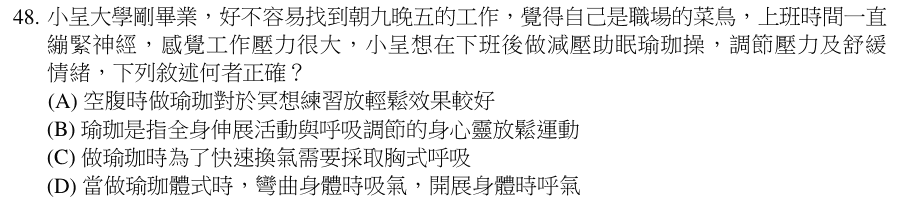 48. 小呈大學剛畢業，好不容易找到朝九晚五的工作，覺得自己是職場的菜鳥，上班時間一直
繃緊神經，感覺工作壓力很大，小呈想在下班後做減壓助眠瑜珈操，調節壓力及舒緩
情緒，下列敘述何者正確？
(A) 空腹時做瑜珈對於冥想練習放輕鬆效果較好
(B) 瑜珈是指全身伸展活動與呼吸調節的身心靈放鬆運動
(C) 做瑜珈時為了快速換氣需要採取胸式呼吸
(D) 當做瑜珈體式時，彎曲身體時吸氣，開展身體時呼氣